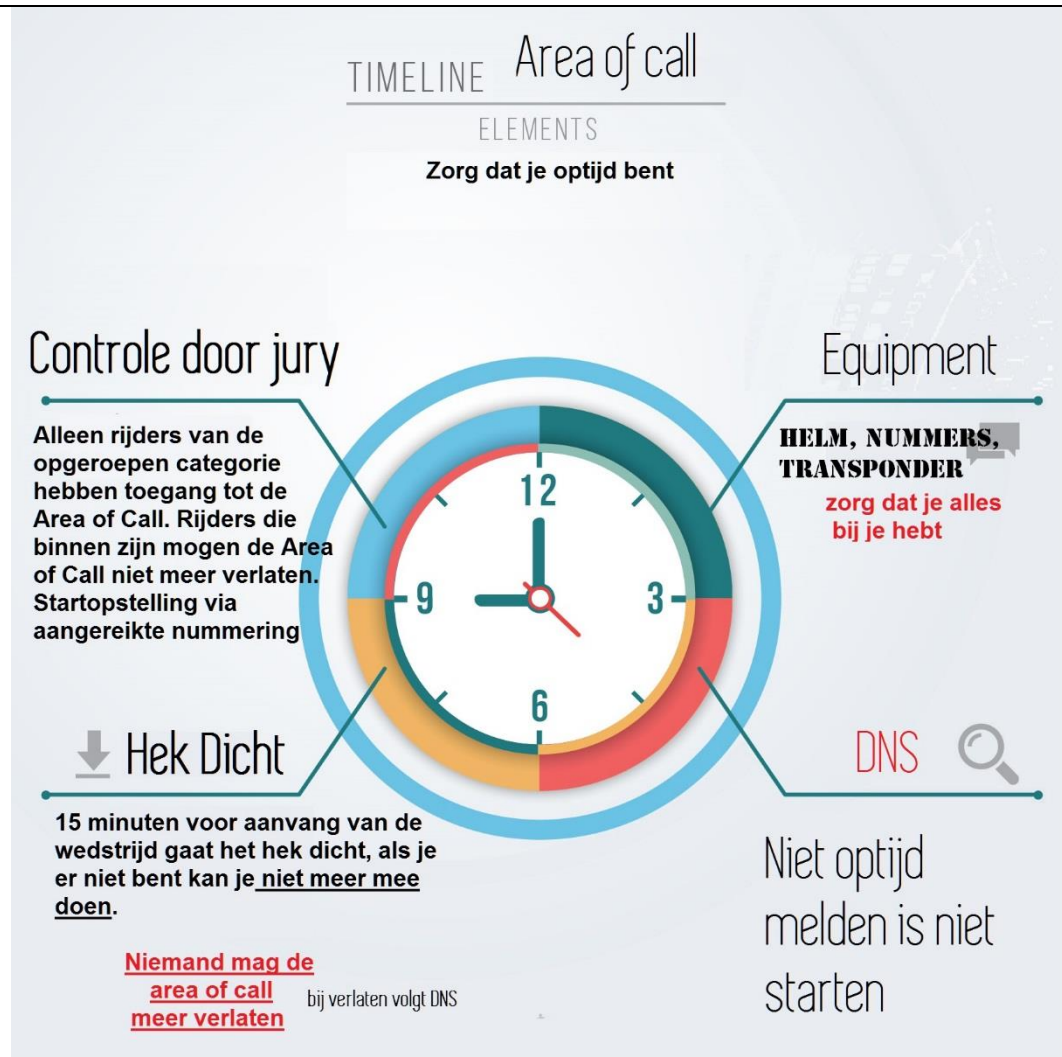 TIMELINE Area of call
ELEMENTS
Zorg dat je optijd bent
Controle door jury
Alleen rijders van de
opgeroepen categorie
hebben toegang tot de
Area of Call. Rijders die
binnen zijn mogen de Area
of Call niet meer verlaten.
Startopstelling via
aangereikte nummering
Equipment
HELM, NUMMERS,
TRANSPONDER
zorg dat je alles
bij je hebt
12
9
3
6
Hek Dicht
15 minuten voor aanvang van de
wedstrijd gaat het hek dicht, als je
er niet bent kan je niet meer mee
doen.
Niemand mag de
area of call
meer verlaten
bij verlaten volgt DNS
DNS
Niet optijd
melden is niet
starten